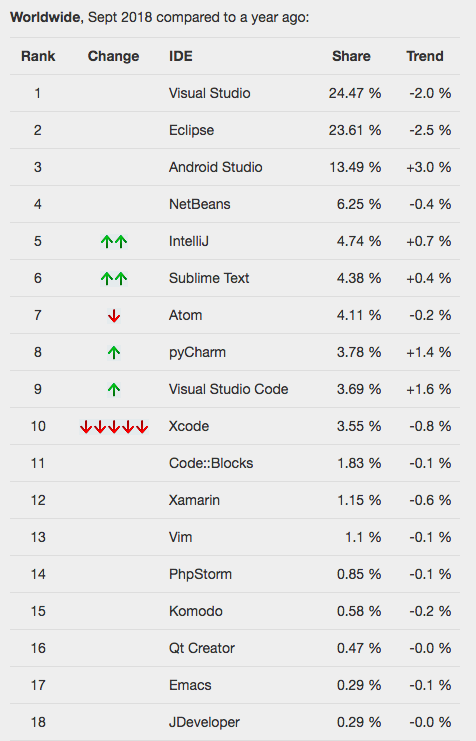 Worldwide, Sept 2018 compared to a year ago:
Rank Change IDE Share Trend
1 Visual Studio 24.47 % -2.0 %
2 Eclipse 23.61 % -2.5 %
3 Android Studio 13.49 % +3.0 %
4 NetBeans 6.25 % -0.4 %
5 ↑↑ IntelliJ 4.74 % +0.7 %
6 ↑↑ Sublime Text 4.38 % +0.4 %
7 ↓ Atom 4.11 % -0.2 %
8 ↑ pyCharm 3.78 % +1.4 %
9 ↑ Visual Studio Code 3.69 % +1.6 %
10 ↓↓↓↓↓ Xcode 3.55 % -0.8 %
11 Code::Blocks 1.83 % -0.1 %
12 Xamarin 1.15 % -0.6 %
13 Vim 1.1 % -0.1 %
14 PhpStorm 0.85 % -0.1 %
15 Komodo 0.58 % -0.2 %
16 Qt Creator 0.47 % -0.0 %
17 Emacs 0.29 % -0.1 %
18 JDeveloper 0.29 % -0.0 %